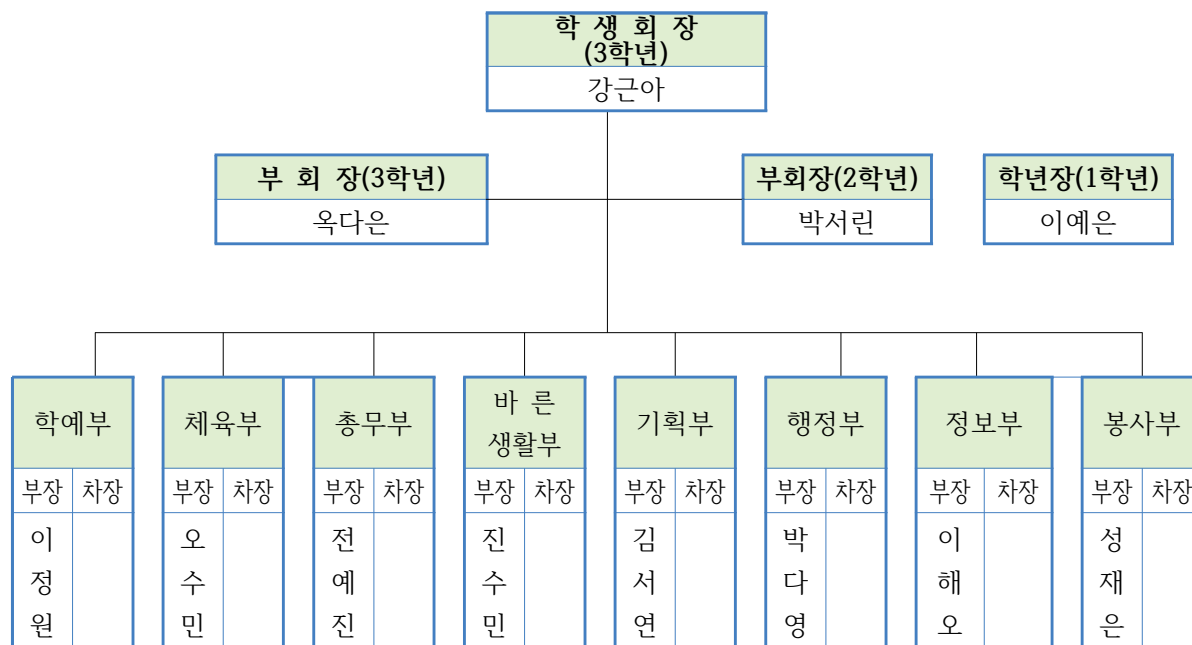 학 생 회 장
(3학년)
강근아
부 회 장(3학년) 부회장(2학년) 학년장(1학년)
옥다은 박서린 이예은
학예부 체육부 총무부 바 른 생활부 기획부 행정부 정보부 봉사부
부장 차장 부장 차장 부장 차장 부장 차장 부장 차장 부장 차장 부장 차장 부장 차장
이 오 전 진 김 박 이 성
정 수 예 수 서 다 해 재
원 민 진 민 연 영 오 은